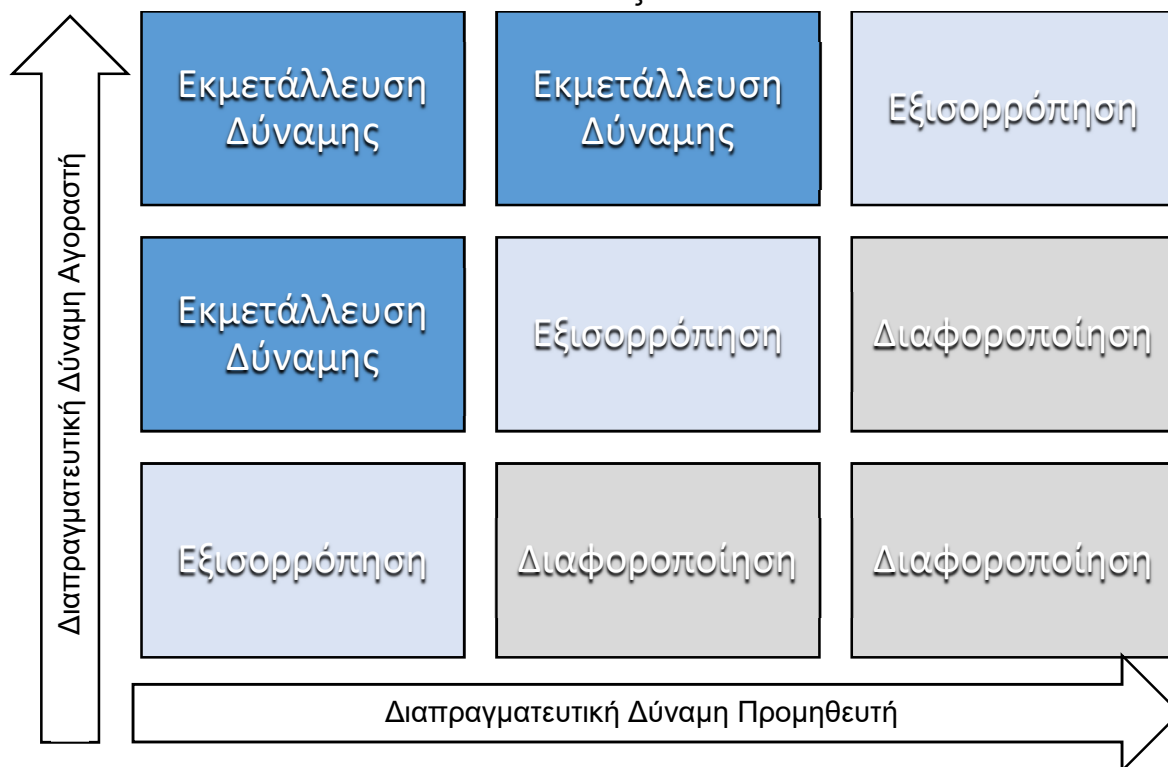 Εκμετάλλευση
Δύναμης
Εκμετάλλευση
Δύναμης
Εξισορρόπηση
Εκμετάλλευση
Δύναμης
Εξισορρόπηση
Διαφοροποίηση
Εξισορρόπηση
Διαφοροποίηση
Διαφοροποίηση
Διαπραγματευτική Δύναμη Αγοραστή
Διαπραγματευτική Δύναμη Προμηθευτή